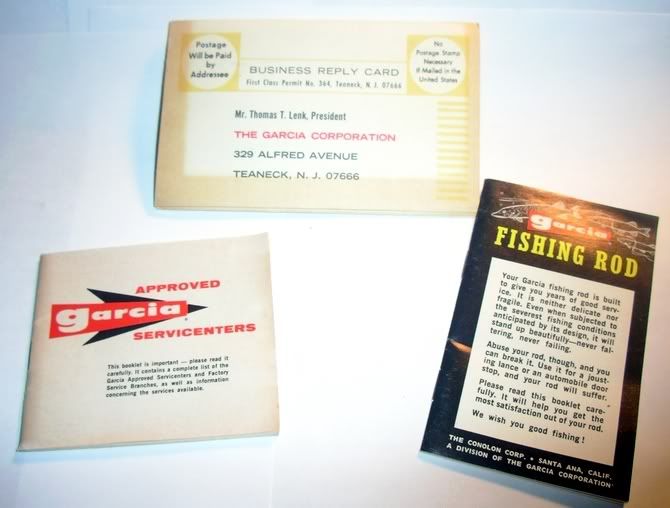 Postage
Will be Paid
by
Addressee
No
Postage Stamp
Necessary
If Mailed in the
United States
BUSINESS REPLY CARD
First Class Permit No. 364, Teaneck, N. J. 07666
Mr. Thomas T. Lenk, President
THE GARCIA CORPORATION
329 ALFRED AVENUE
TEANECK, N. J. 07666
APPROVED
garcia
SERVICENTERS
This booklet is important — please read it
carefully. It contains a complete list of the
Garcia Approved Servicenters and Factory
Service Branches, as well as information
concerning the services available.
garcia
FISHING ROD
Your Garcia fishing rod is built
to give you years of good serv-
ice. It is neither delicate nor
fragile. Even when subjected to
the severest fishing conditions
anticipated by its design, it will
stand up beautifully—never fal-
tering, never failing.
Abuse your rod, though, and you
can break it. Use it for a joust-
ing lance or an automobile door
stop, and your rod will suffer.
Please read this booklet care-
fully. It will help you get the
most satisfaction out of your rod.
We wish you good fishing!
THE CONOLON CORP. • SANTA ANA, CALIF.
A DIVISION OF THE GARCIA CORPORATION